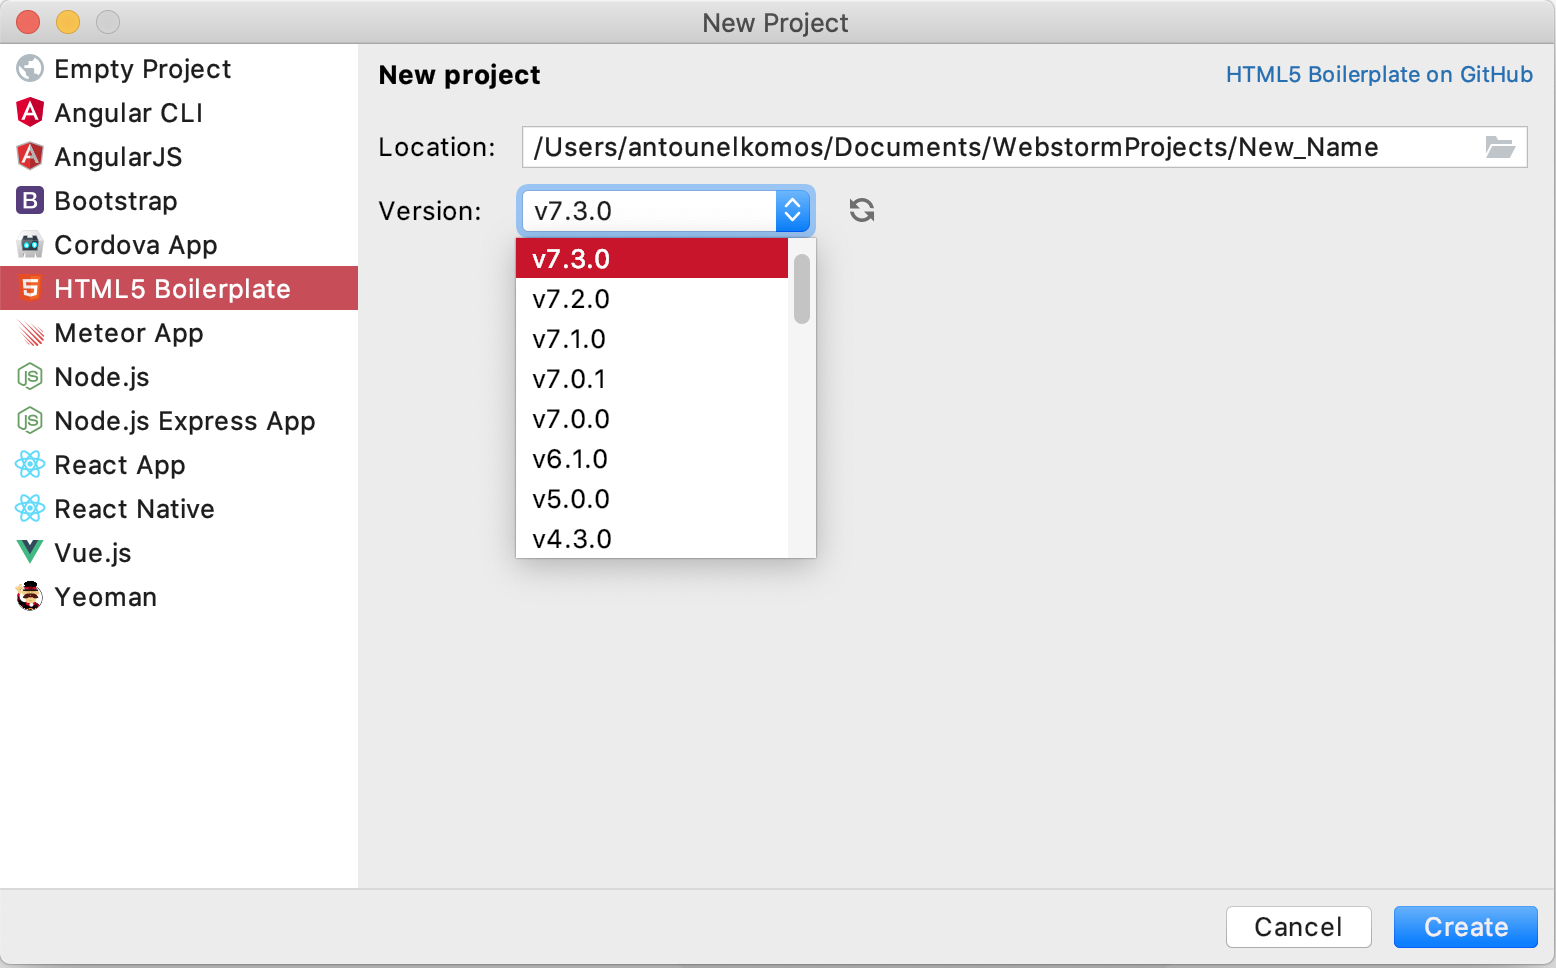 New Project
Empty Project
Angular CLI
AngularJS
Bootstrap
Cordova App
HTML5 Boilerplate
Meteor App
Node.js
Node.js Express App
React App
React Native
Vue.js
Yeoman
New project
HTML5 Boilerplate on GitHub
Location: /Users/antounelkomos/Documents/WebstormProjects/New_Name
Version: v7.3.0
v7.3.0
v7.2.0
v7.1.0
v7.0.1
v7.0.0
v6.1.0
v5.0.0
v4.3.0
Cancel
Create